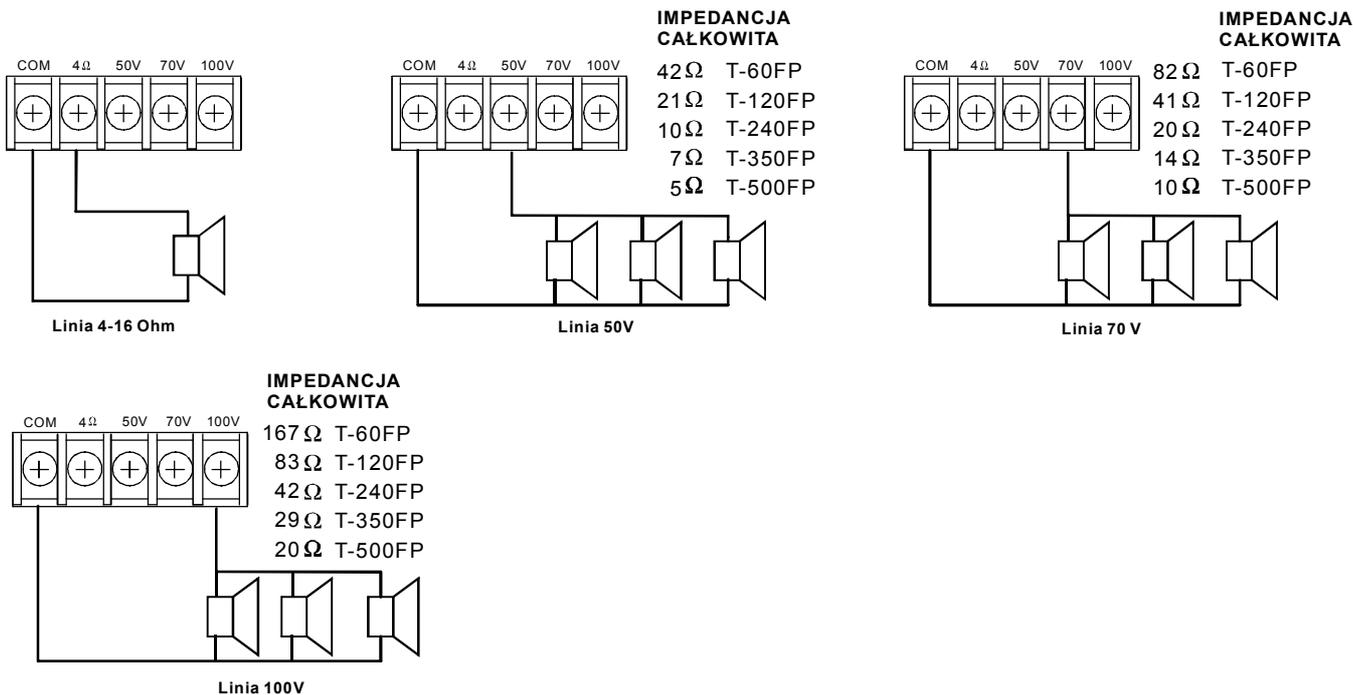 COM 4Ω 50V 70V 100V
Linia 4-16 Ohm
IMPEDANCJA
CAŁKOWITA
COM 4Ω 50V 70V 100V
42Ω T-60FP
21Ω T-120FP
10Ω T-240FP
7Ω T-350FP
5Ω T-500FP
Linia 50V
IMPEDANCJA
CAŁKOWITA
COM 4Ω 50V 70V 100V
82Ω T-60FP
41Ω T-120FP
20Ω T-240FP
14Ω T-350FP
10Ω T-500FP
Linia 70 V
IMPEDANCJA
CAŁKOWITA
COM 4Ω 50V 70V 100V
167Ω T-60FP
83Ω T-120FP
42Ω T-240FP
29Ω T-350FP
20Ω T-500FP
Linia 100V